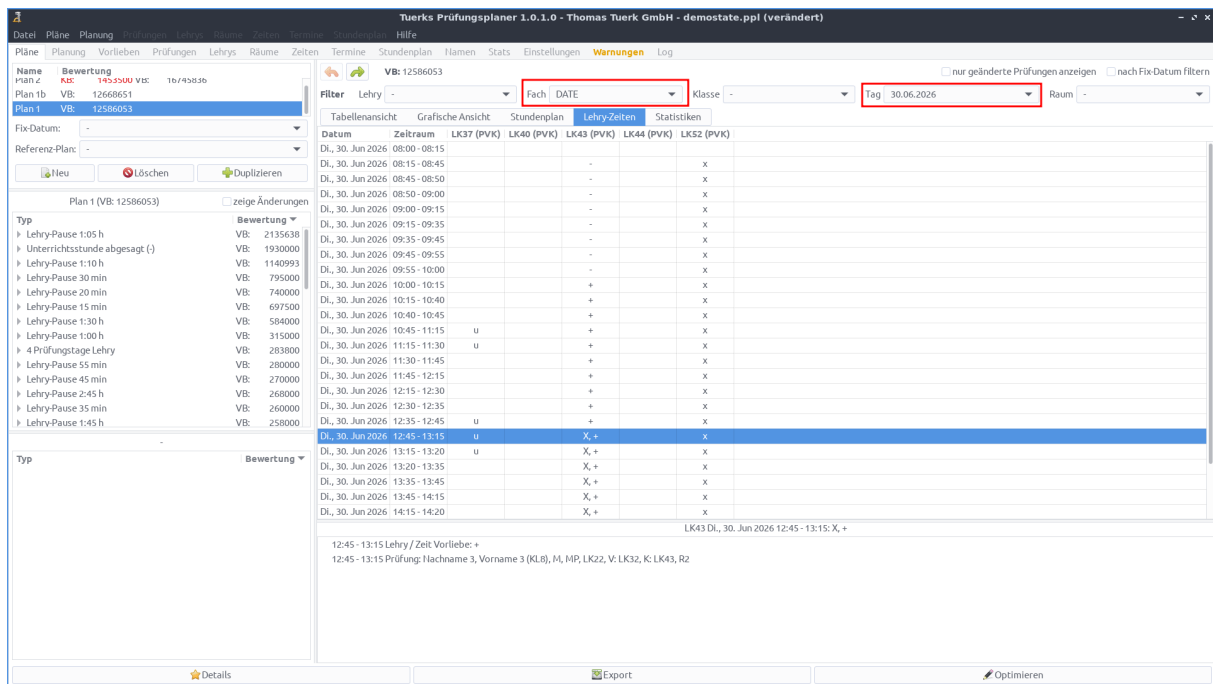 Tuerks Prüfungsplaner 1.0.1.0 - Thomas Tuerk GmbH - demostate.ppl (verändert)
Datei Pläne Planung Prüfungen Lehrys Räume Zeiten Termine Stundenplan Hilfe
Pläne Planung Vorlieben Prüfungen Lehrys Räume Zeiten Termine Stundenplan Namen Stats Einstellungen Warnungen Log
Name Bewertung
Plan 2 KB: 1453500 VB: 16745836
Plan 1b VB: 12668651
Plan 1 VB: 12586053
Fix-Datum: -
Referenz-Plan: -
Neu Löschen Duplizieren
Plan 1 (VB: 12586053) zeige Änderungen
Typ Bewertung
Lehry-Pause 1:05 h VB: 2135638
Unterrichtsstunde abgesagt (-) VB: 1930000
Lehry-Pause 1:10 h VB: 1140993
Lehry-Pause 30 min VB: 795000
Lehry-Pause 20 min VB: 740000
Lehry-Pause 15 min VB: 697500
Lehry-Pause 1:30 h VB: 584000
Lehry-Pause 1:00 h VB: 315000
4 Prüfungstage Lehry VB: 283800
Lehry-Pause 55 min VB: 280000
Lehry-Pause 45 min VB: 270000
Lehry-Pause 2:45 h VB: 268000
Lehry-Pause 35 min VB: 260000
Lehry-Pause 1:45 h VB: 258000
-
Typ Bewertung
VB: 12586053 nur geänderte Prüfungen anzeigen nach Fix-Datum filtern
Filter Lehry - Fach DATE Klasse - Tag 30.06.2026 Raum -
Tabellenansicht Grafische Ansicht Stundenplan Lehry-Zeiten Statistiken
Datum Zeitraum LK37 (PVK) LK40 (PVK) LK43 (PVK) LK44 (PVK) LK52 (PVK)
Di., 30. Jun 2026 08:00 - 08:15
Di., 30. Jun 2026 08:15 - 08:45 - x
Di., 30. Jun 2026 08:45 - 08:50 - x
Di., 30. Jun 2026 08:50 - 09:00 - x
Di., 30. Jun 2026 09:00 - 09:15 - x
Di., 30. Jun 2026 09:15 - 09:35 - x
Di., 30. Jun 2026 09:35 - 09:45 - x
Di., 30. Jun 2026 09:45 - 09:55 - x
Di., 30. Jun 2026 09:55 - 10:00 - x
Di., 30. Jun 2026 10:00 - 10:15 + x
Di., 30. Jun 2026 10:15 - 10:40 + x
Di., 30. Jun 2026 10:40 - 10:45 + x
Di., 30. Jun 2026 10:45 - 11:15 u + x
Di., 30. Jun 2026 11:15 - 11:30 u + x
Di., 30. Jun 2026 11:30 - 11:45 + x
Di., 30. Jun 2026 11:45 - 12:15 + x
Di., 30. Jun 2026 12:15 - 12:30 + x
Di., 30. Jun 2026 12:30 - 12:35 + x
Di., 30. Jun 2026 12:35 - 12:45 u + x
Di., 30. Jun 2026 12:45 - 13:15 u X, + x
Di., 30. Jun 2026 13:15 - 13:20 u X, + x
Di., 30. Jun 2026 13:20 - 13:35 X, + x
Di., 30. Jun 2026 13:35 - 13:45 X, + x
Di., 30. Jun 2026 13:45 - 14:15 X, + x
Di., 30. Jun 2026 14:15 - 14:20 X, + x
LK43 Di., 30. Jun 2026 12:45 - 13:15: X, +
12:45 - 13:15 Lehry / Zeit Vorliebe: +
12:45 - 13:15 Prüfung: Nachname 3, Vorname 3 (KL8), M, MP, LK22, V: LK32, K: LK43, R2
Details Export Optimieren